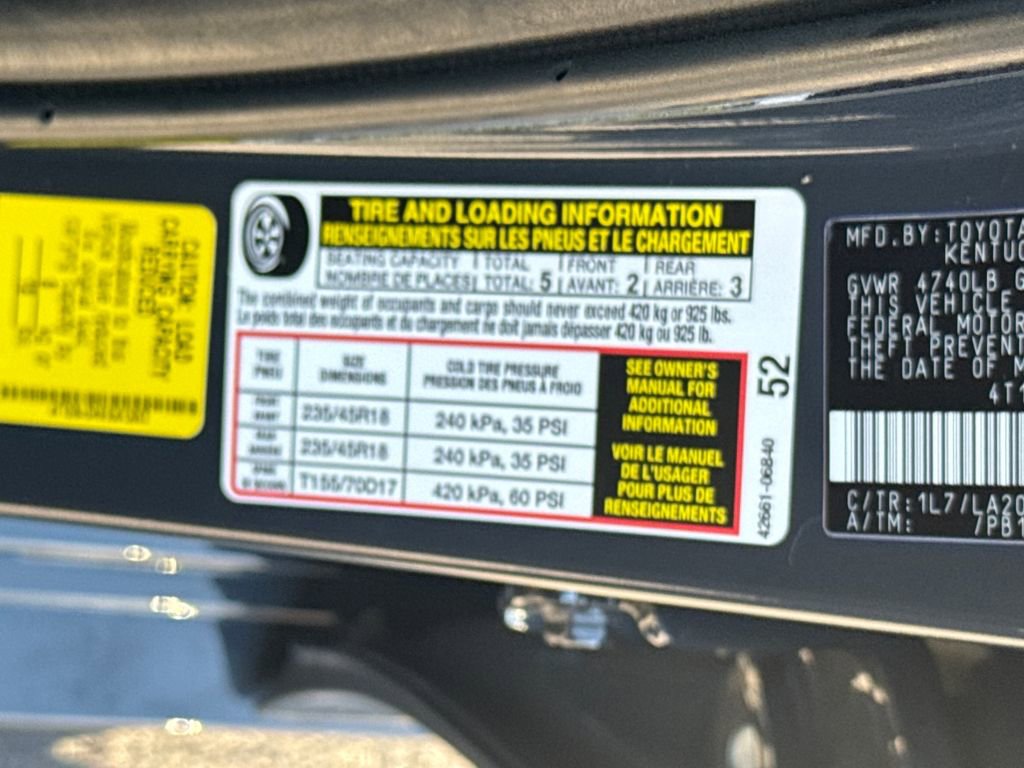 CAUTION: LOAD
CARRYING CAPACITY
REDUCED
TIRE AND LOADING INFORMATION
RENSEIGNEMENTS SUR LES PNEUS ET LE CHARGEMENT
SEATING CAPACITY TOTAL FRONT REAR
NOMBRE DE PLACES TOTAL: 5 AVANT: 2 ARRIÈRE: 3
The combined weight of occupants and cargo should never exceed 420 kg or 925 lbs.
Le poids total des occupants et du chargement ne doit jamais dépasser 420 kg ou 925 lb.
TIRE SIZE COLD TIRE PRESSURE
PNEU DIMENSIONS PRESSION DES PNEUS À FROID
235/45R18 240 kPa, 35 PSI
235/45R18 240 kPa, 35 PSI
T155/70D17 420 kPa, 60 PSI
SEE OWNER'S
MANUAL FOR
ADDITIONAL
INFORMATION
VOIR LE MANUEL
DE L'USAGER
POUR PLUS DE
RENSEIGNEMENTS
52
42661-06840
MFD.BY:TOYOTA
KENTUC
GVWR 4740LB G
THIS VEHICLE
FEDERAL MOTOR
THEFT PREVENT
THE DATE OF M
4T1
C/TR:1L7/LA20
A/TM: /PB1